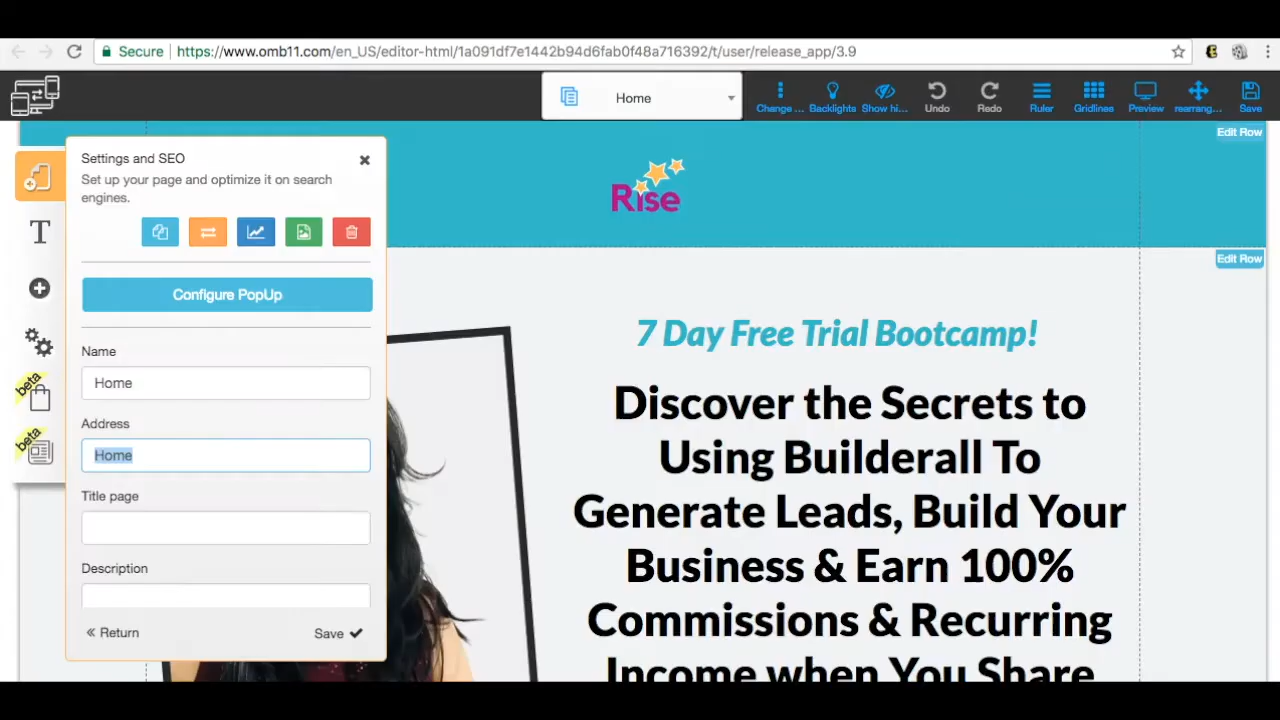 Secure https://www.omb11.com/en_US/editor-html/1a091df7e1442b94d6fab0f48a716392/t/user/release_app/3.9
Home
Change ... Backlights Show hi... Undo Redo Ruler Gridlines Preview rearrang... Save
Edit Row
Settings and SEO
Set up your page and optimize it on search
engines.
Configure PopUp
Name
Home
Address
Home
Title page
Description
Return
Save
beta
beta
Rise
Edit Row
7 Day Free Trial Bootcamp!
Discover the Secrets to
Using Builderall To
Generate Leads, Build Your
Business & Earn 100%
Commissions & Recurring
Income when You Share